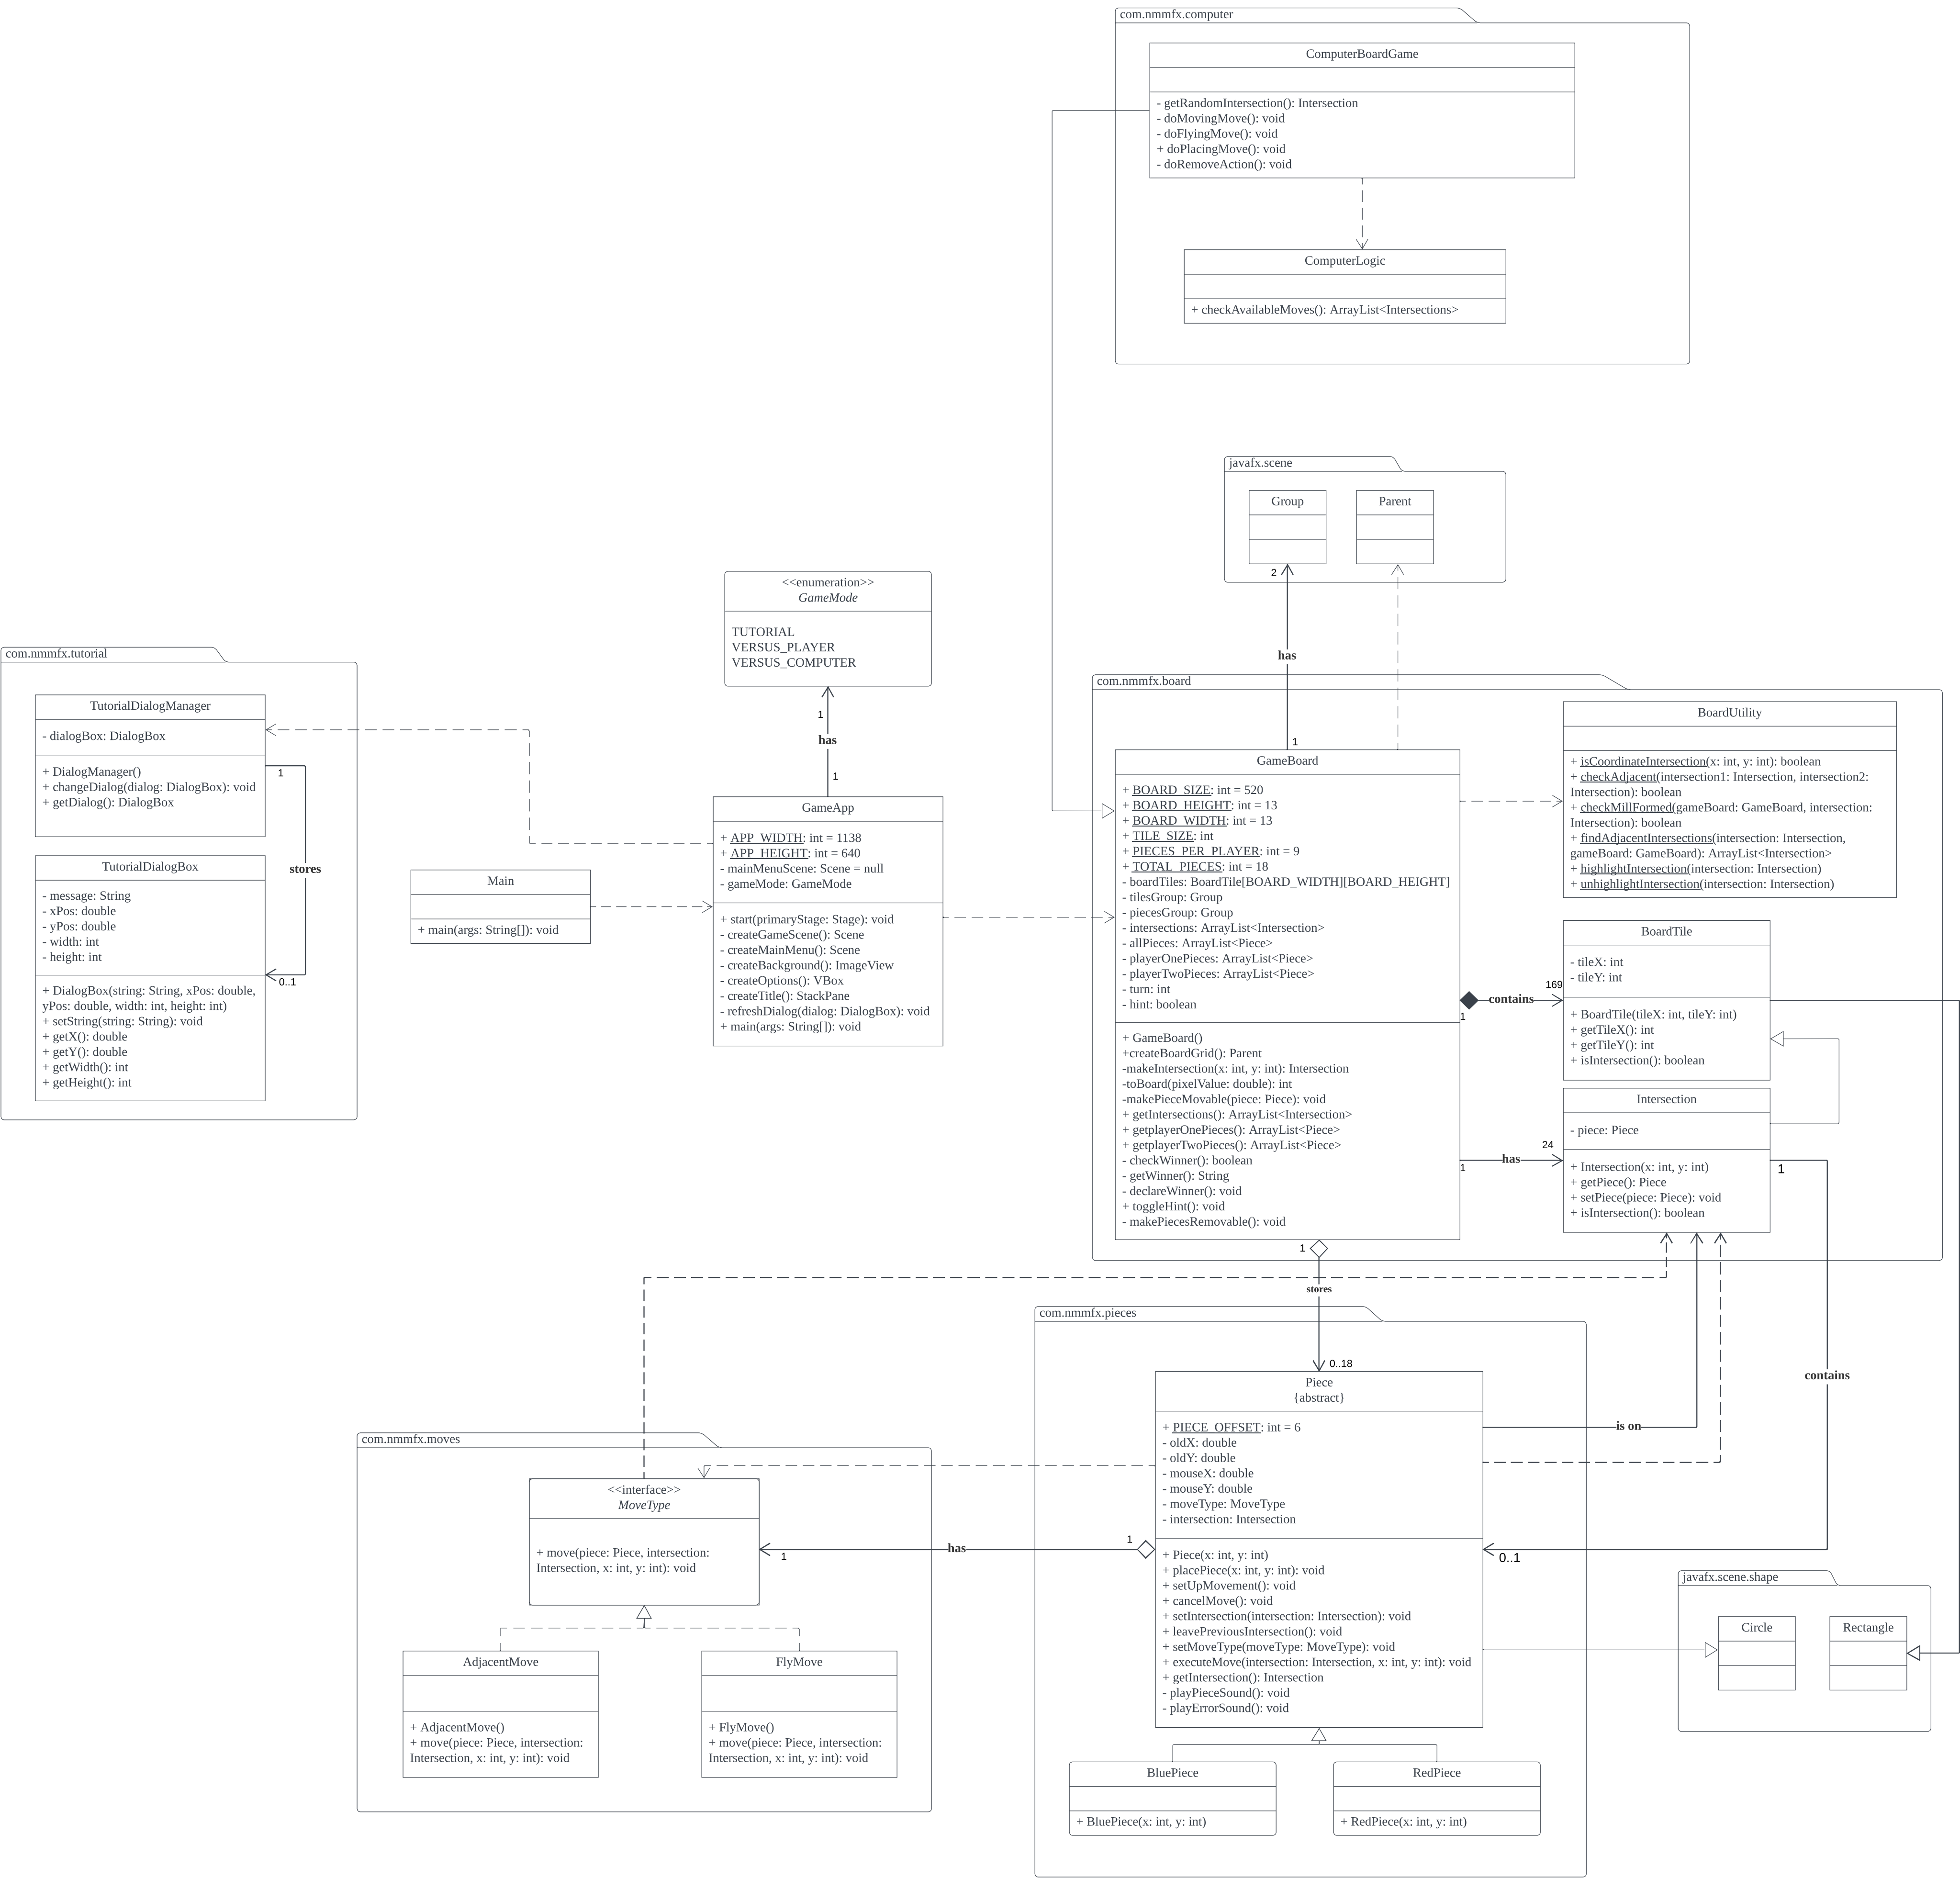 com.nmmfx.computer
ComputerBoardGame
- getRandomIntersection(): Intersection
- doMovingMove(): void
- doFlyingMove(): void
+ doPlacingMove(): void
- doRemoveAction(): void
ComputerLogic
+ checkAvailableMoves(): ArrayList<Intersections>
javafx.scene
Group
Parent
2
has
1
<<enumeration>>
GameMode
TUTORIAL
VERSUS_PLAYER
VERSUS_COMPUTER
1
has
1
com.nmmfx.tutorial
TutorialDialogManager
- dialogBox: DialogBox
+ DialogManager()
+ changeDialog(dialog: DialogBox): void
+ getDialog(): DialogBox
1
stores
0..1
TutorialDialogBox
- message: String
- xPos: double
- yPos: double
- width: int
- height: int
+ DialogBox(string: String, xPos: double,
yPos: double, width: int, height: int)
+ setString(string: String): void
+ getX(): double
+ getY(): double
+ getWidth(): int
+ getHeight(): int
Main
+ main(args: String[]): void
GameApp
+ APP_WIDTH: int = 1138
+ APP_HEIGHT: int = 640
- mainMenuScene: Scene = null
- gameMode: GameMode
+ start(primaryStage: Stage): void
- createGameScene(): Scene
- createMainMenu(): Scene
- createBackground(): ImageView
- createOptions(): VBox
- createTitle(): StackPane
- refreshDialog(dialog: DialogBox): void
+ main(args: String[]): void
com.nmmfx.board
GameBoard
+ BOARD_SIZE: int = 520
+ BOARD_HEIGHT: int = 13
+ BOARD_WIDTH: int = 13
+ TILE_SIZE: int
+ PIECES_PER_PLAYER: int = 9
+ TOTAL_PIECES: int = 18
- boardTiles: BoardTile[BOARD_WIDTH][BOARD_HEIGHT]
- tilesGroup: Group
- piecesGroup: Group
- intersections: ArrayList<Intersection>
- allPieces: ArrayList<Piece>
- playerOnePieces: ArrayList<Piece>
- playerTwoPieces: ArrayList<Piece>
- turn: int
- hint: boolean
+ GameBoard()
+createBoardGrid(): Parent
-makeIntersection(x: int, y: int): Intersection
-toBoard(pixelValue: double): int
-makePieceMovable(piece: Piece): void
+ getIntersections(): ArrayList<Intersection>
+ getplayerOnePieces(): ArrayList<Piece>
+ getplayerTwoPieces(): ArrayList<Piece>
- checkWinner(): boolean
- getWinner(): String
- declareWinner(): void
+ toggleHint(): void
- makePiecesRemovable(): void
BoardUtility
+ isCoordinateIntersection(x: int, y: int): boolean
+ checkAdjacent(intersection1: Intersection, intersection2:
Intersection): boolean
+ checkMillFormed(gameBoard: GameBoard, intersection:
Intersection): boolean
+ findAdjacentIntersections(intersection: Intersection,
gameBoard: GameBoard): ArrayList<Intersection>
+ highlightIntersection(intersection: Intersection)
+ unhighlightIntersection(intersection: Intersection)
169
contains
1
BoardTile
- tileX: int
- tileY: int
+ BoardTile(tileX: int, tileY: int)
+ getTileX(): int
+ getTileY(): int
+ isIntersection(): boolean
24
has
1
Intersection
- piece: Piece
+ Intersection(x: int, y: int)
+ getPiece(): Piece
+ setPiece(piece: Piece): void
+ isIntersection(): boolean
1
contains
0..1
1
stores
0..18
com.nmmfx.pieces
Piece
{abstract}
+ PIECE_OFFSET: int = 6
- oldX: double
- oldY: double
- mouseX: double
- mouseY: double
- moveType: MoveType
- intersection: Intersection
+ Piece(x: int, y: int)
+ placePiece(x: int, y: int): void
+ setUpMovement(): void
+ cancelMove(): void
+ setIntersection(intersection: Intersection): void
+ leavePreviousIntersection(): void
+ setMoveType(moveType: MoveType): void
+ executeMove(intersection: Intersection, x: int, y: int): void
+ getIntersection(): Intersection
- playPieceSound(): void
- playErrorSound(): void
is on
com.nmmfx.moves
<<interface>>
MoveType
+ move(piece: Piece, intersection:
Intersection, x: int, y: int): void
1
has
1
AdjacentMove
+ AdjacentMove()
+ move(piece: Piece, intersection:
Intersection, x: int, y: int): void
FlyMove
+ FlyMove()
+ move(piece: Piece, intersection:
Intersection, x: int, y: int): void
javafx.scene.shape
Circle
Rectangle
BluePiece
+ BluePiece(x: int, y: int)
RedPiece
+ RedPiece(x: int, y: int)